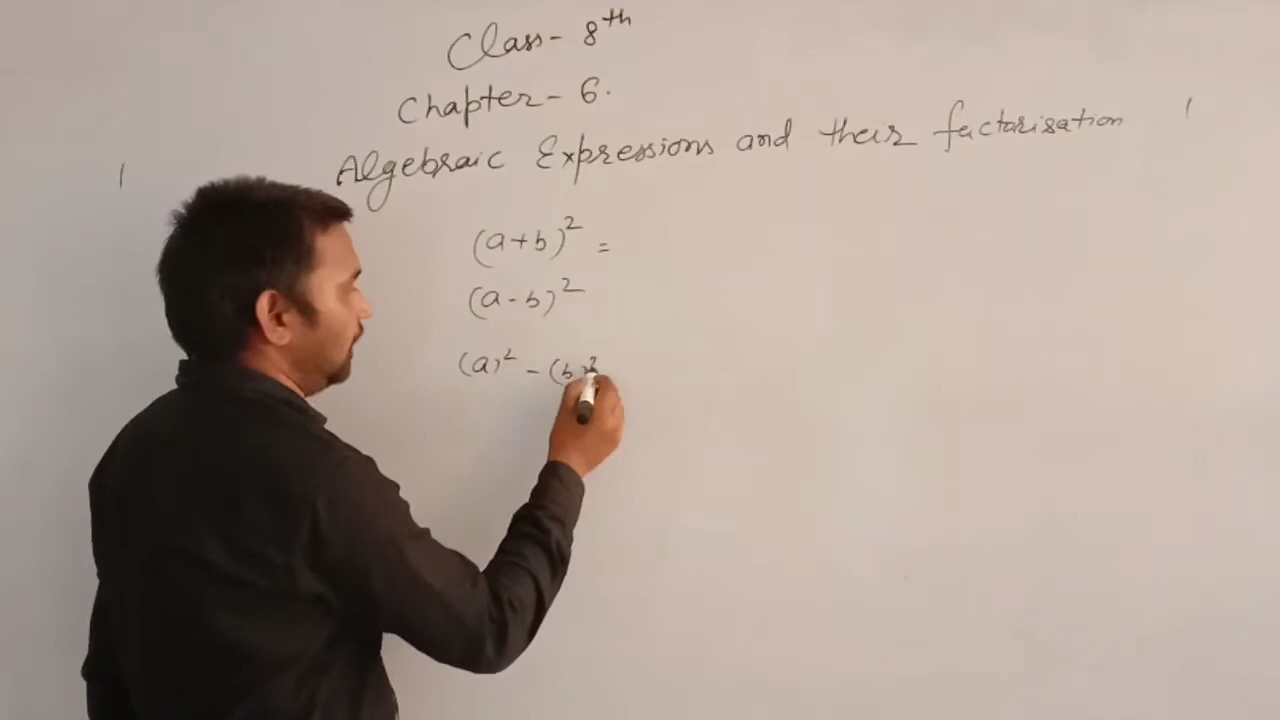 Class- 8th
Chapter- 6.
Algebraic Expressions and their factorisation
(a+b)² =
(a-b)²
(a)² - (b)²